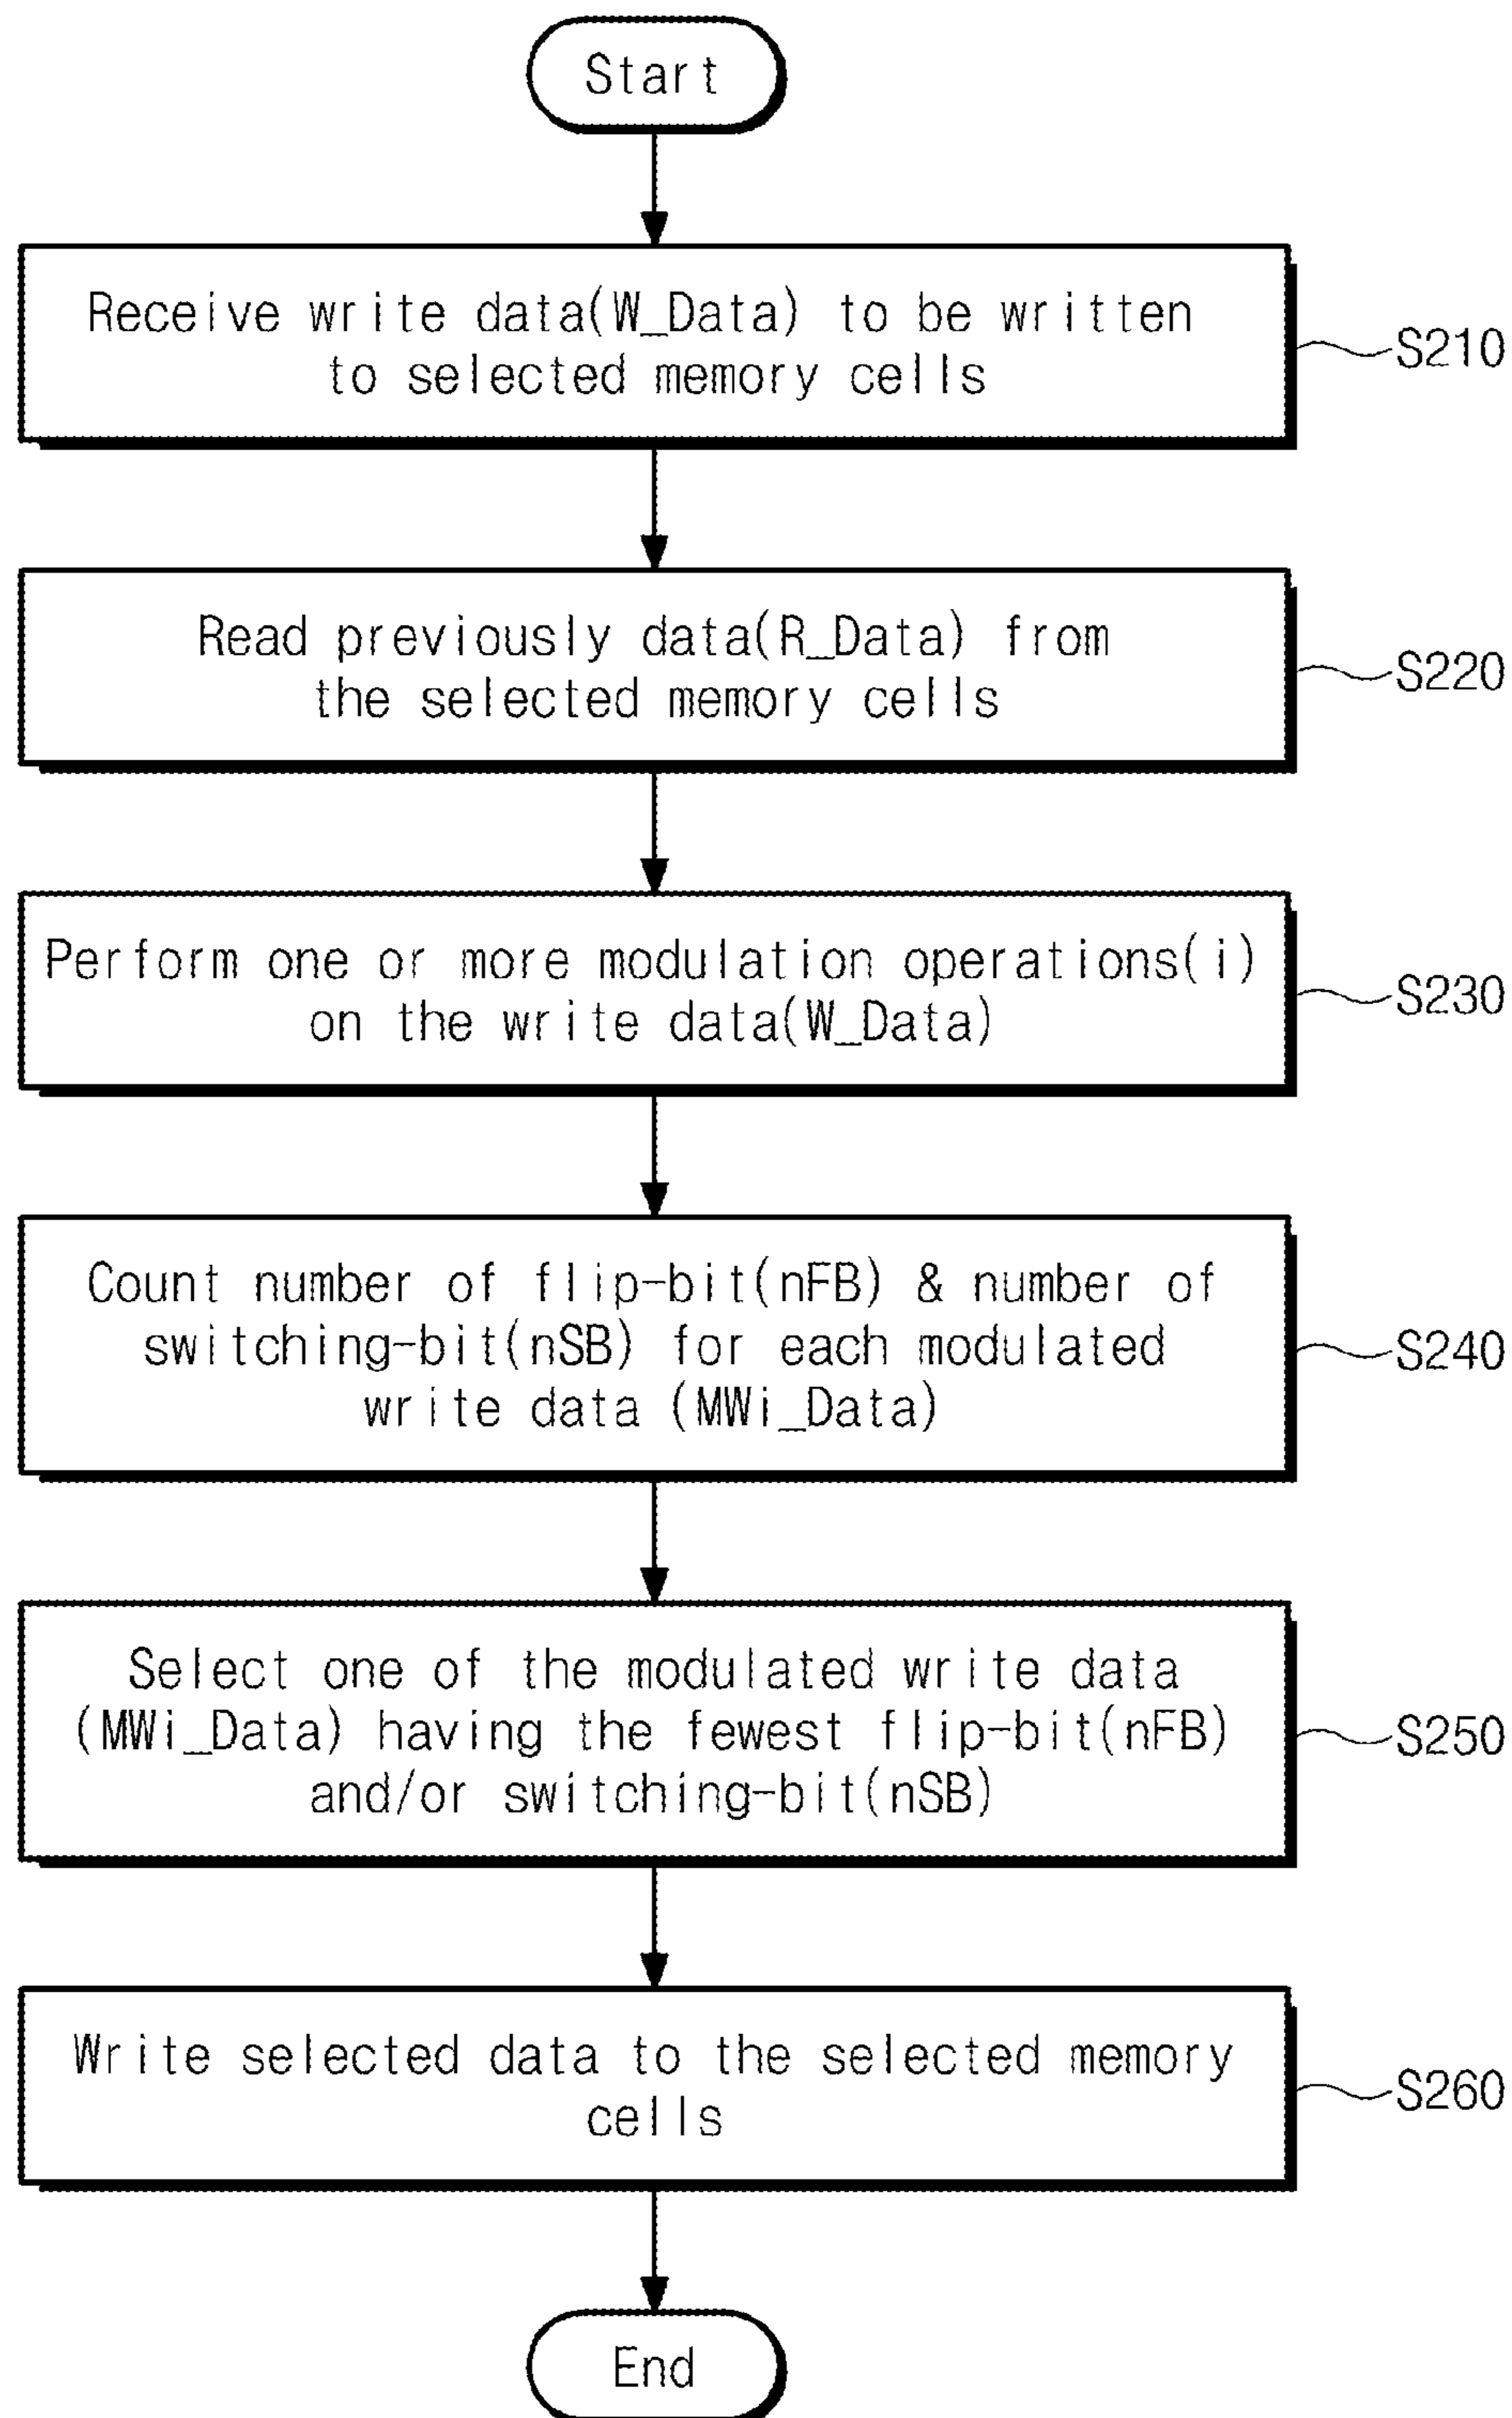 Start
Receive write data(W_Data) to be written
to selected memory cells
S210
Read previously data(R_Data) from
the selected memory cells
S220
Perform one or more modulation operations(i)
on the write data(W_Data)
S230
Count number of flip-bit(nFB) & number of
switching-bit(nSB) for each modulated
write data (MWi_Data)
S240
Select one of the modulated write data
(MWi_Data) having the fewest flip-bit(nFB)
and/or switching-bit(nSB)
S250
Write selected data to the selected memory
cells
S260
End